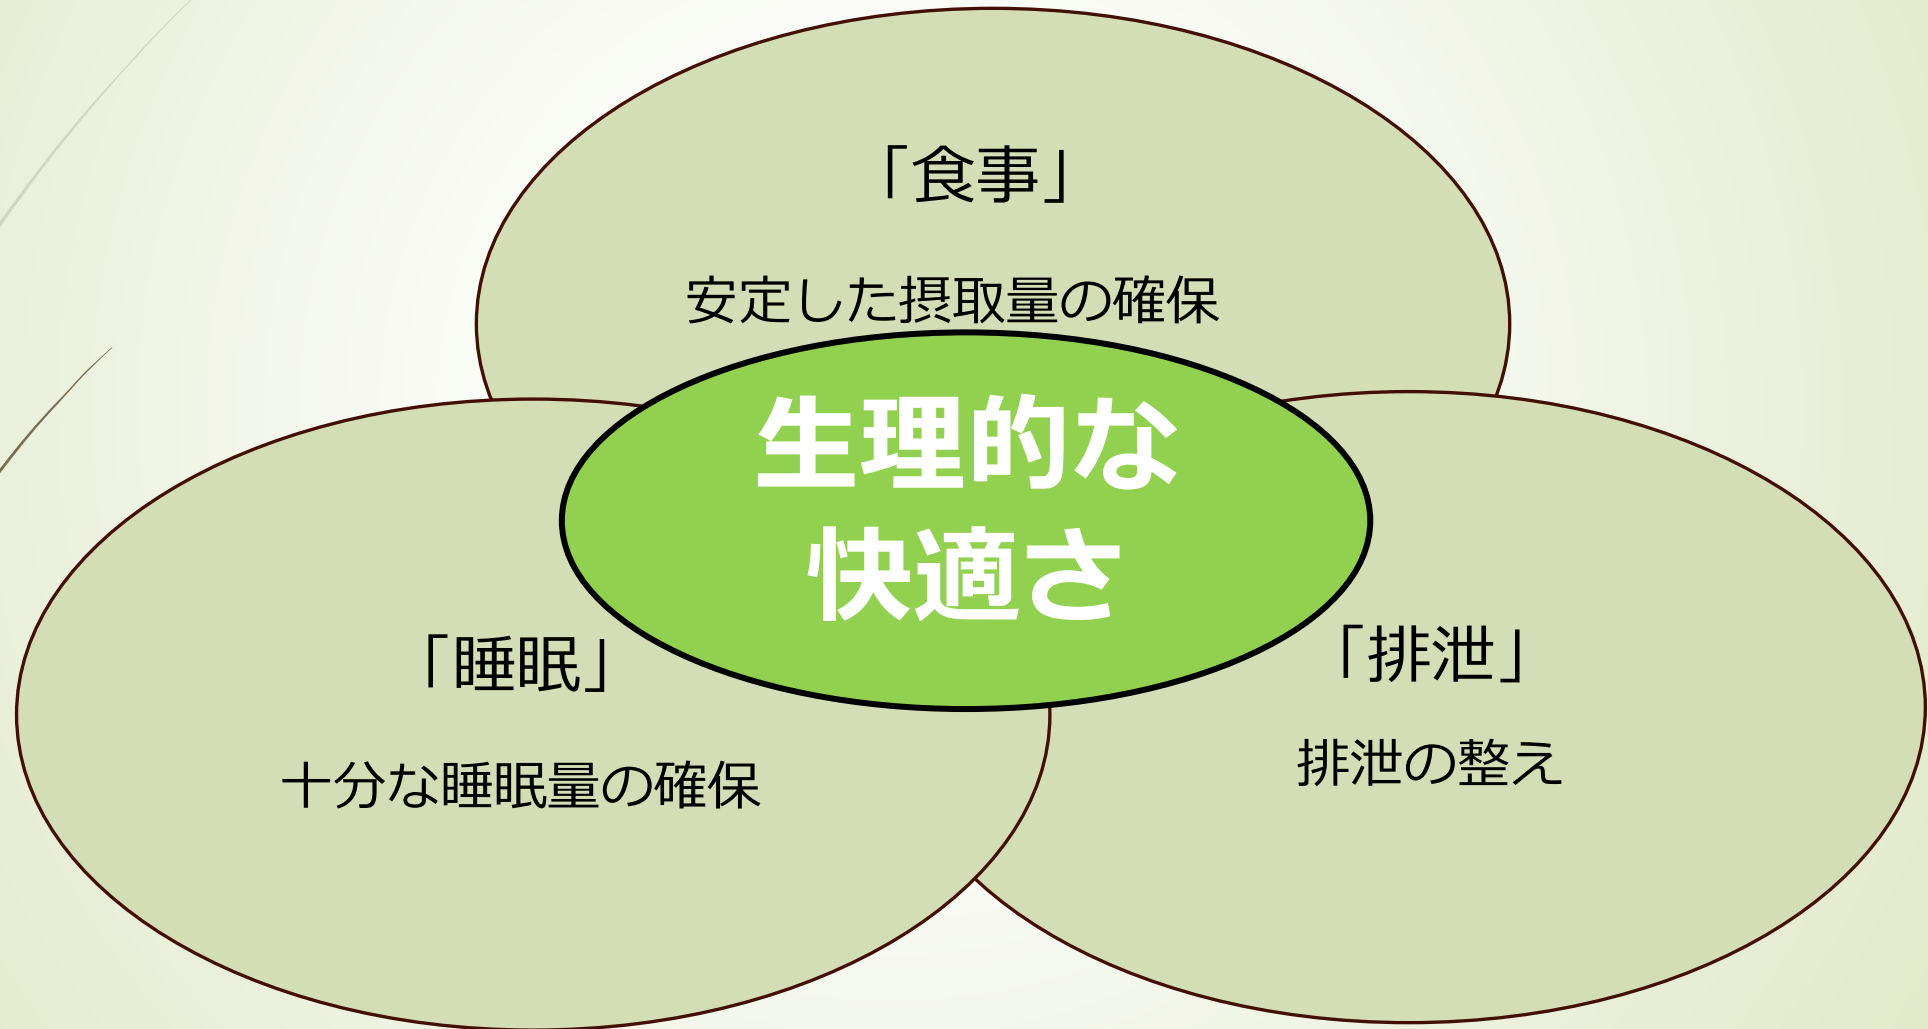 「食事」
安定した摂取量の確保
生理的な
快適さ
「睡眠」
十分な睡眠量の確保
「排泄」
排泄の整え